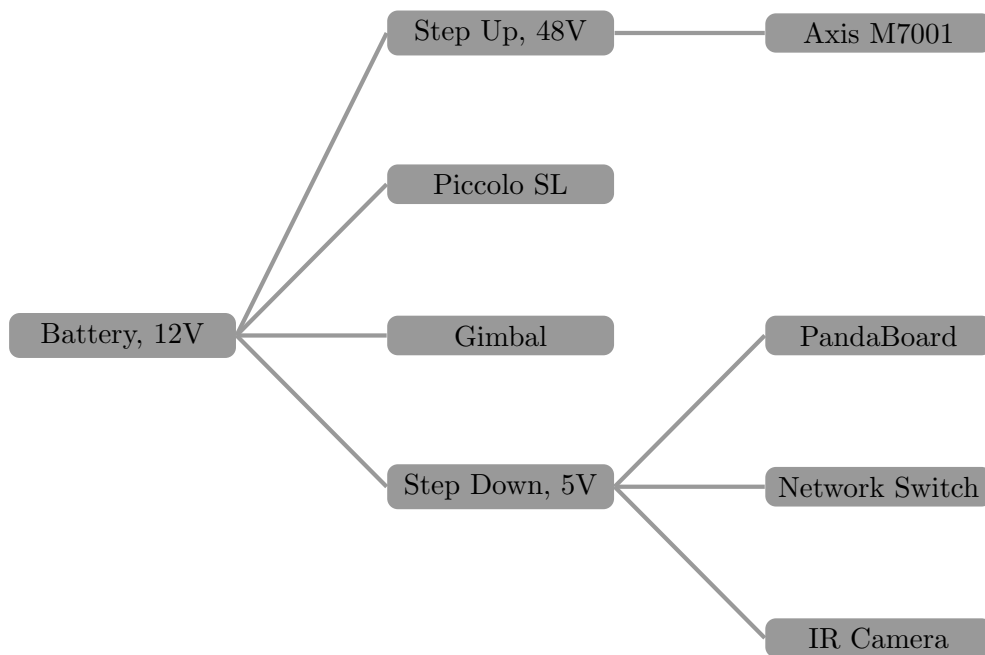 Step Up, 48V
Axis M7001
Piccolo SL
Battery, 12V
Gimbal
PandaBoard
Step Down, 5V
Network Switch
IR Camera